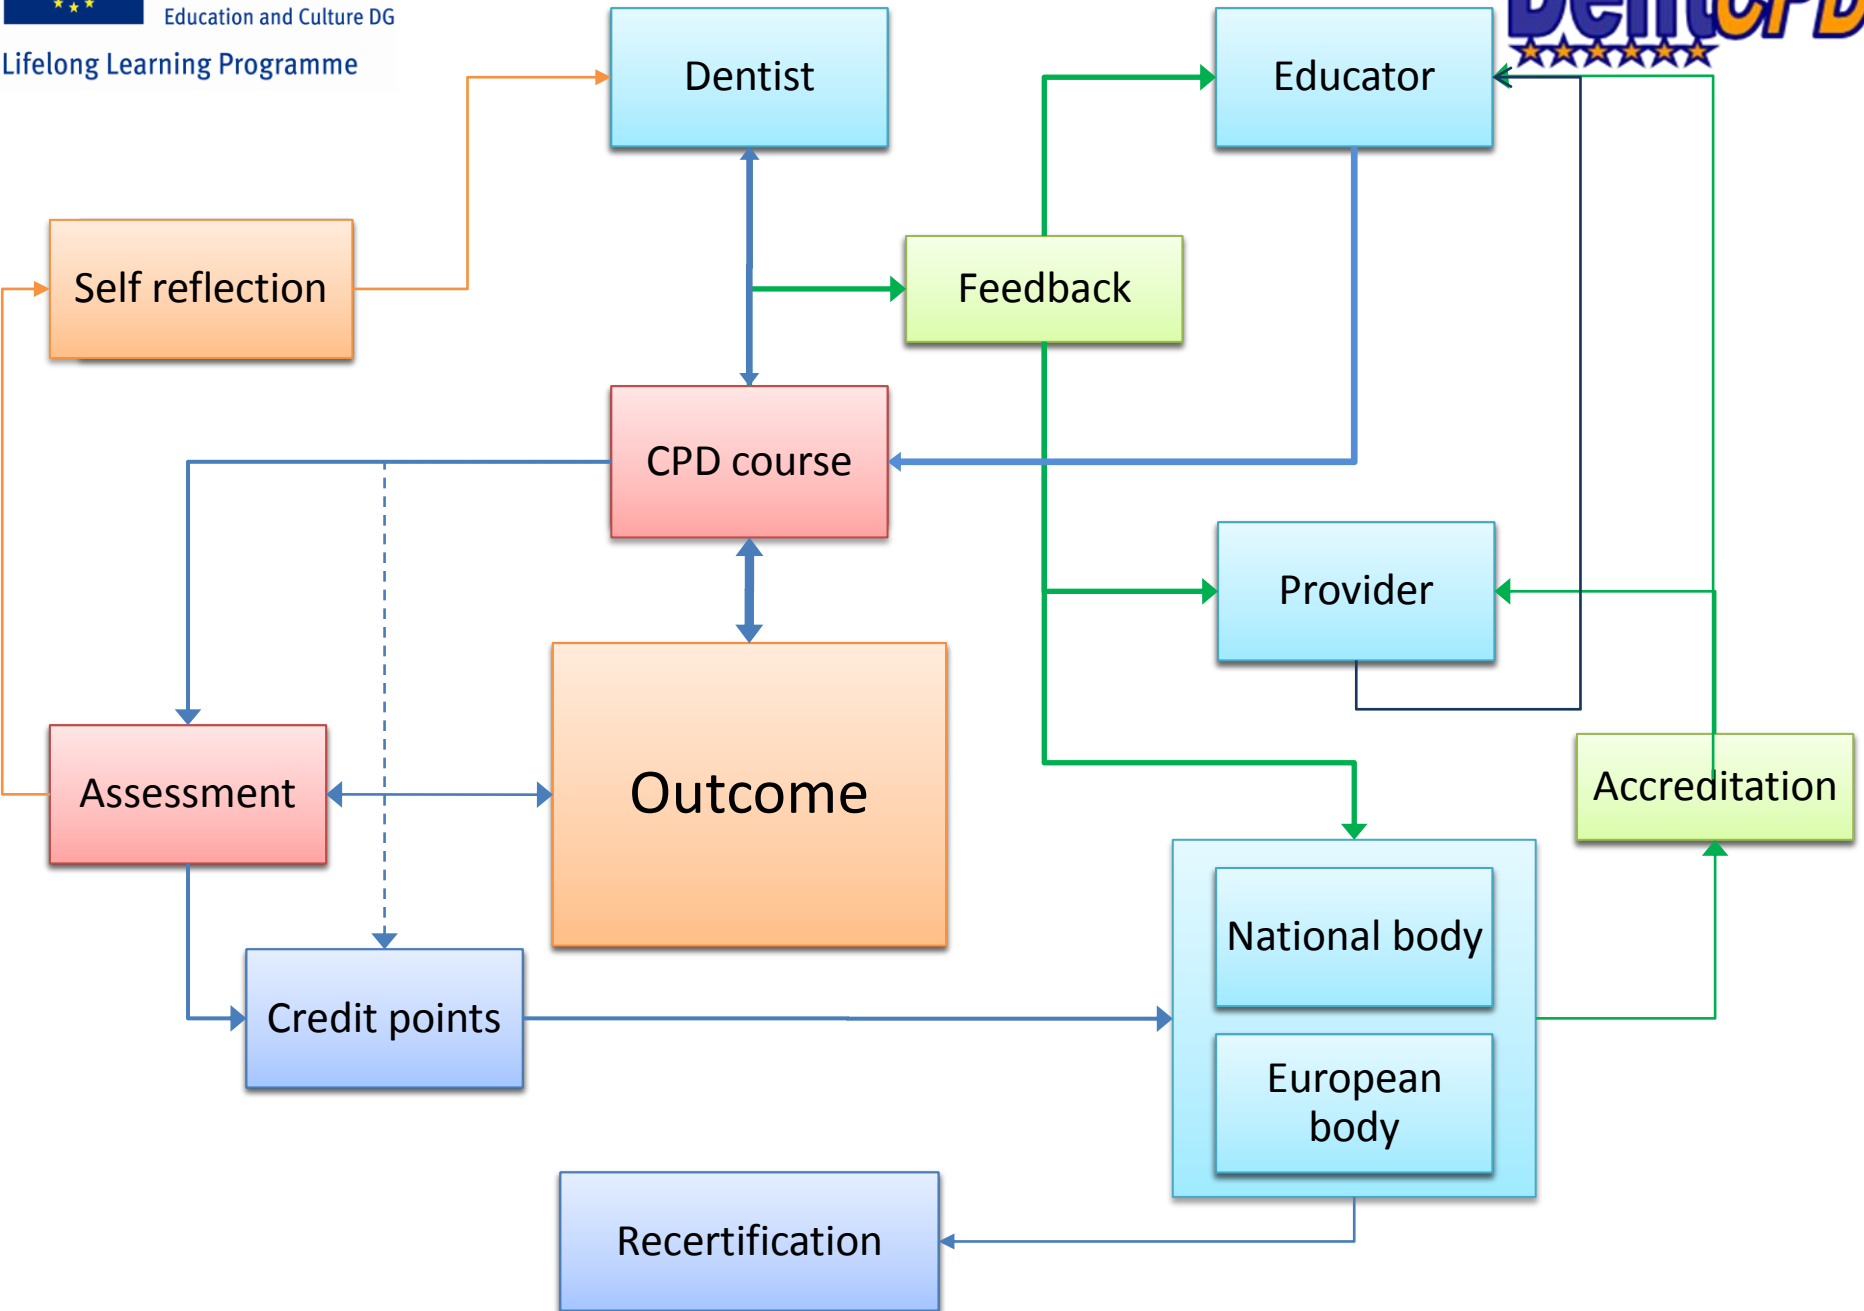 Education and Culture DG
Lifelong Learning Programme
DentCPD
Dentist
Educator
Self reflection
Feedback
CPD course
Provider
Assessment
Outcome
Accreditation
National body
Credit points
European
body
Recertification